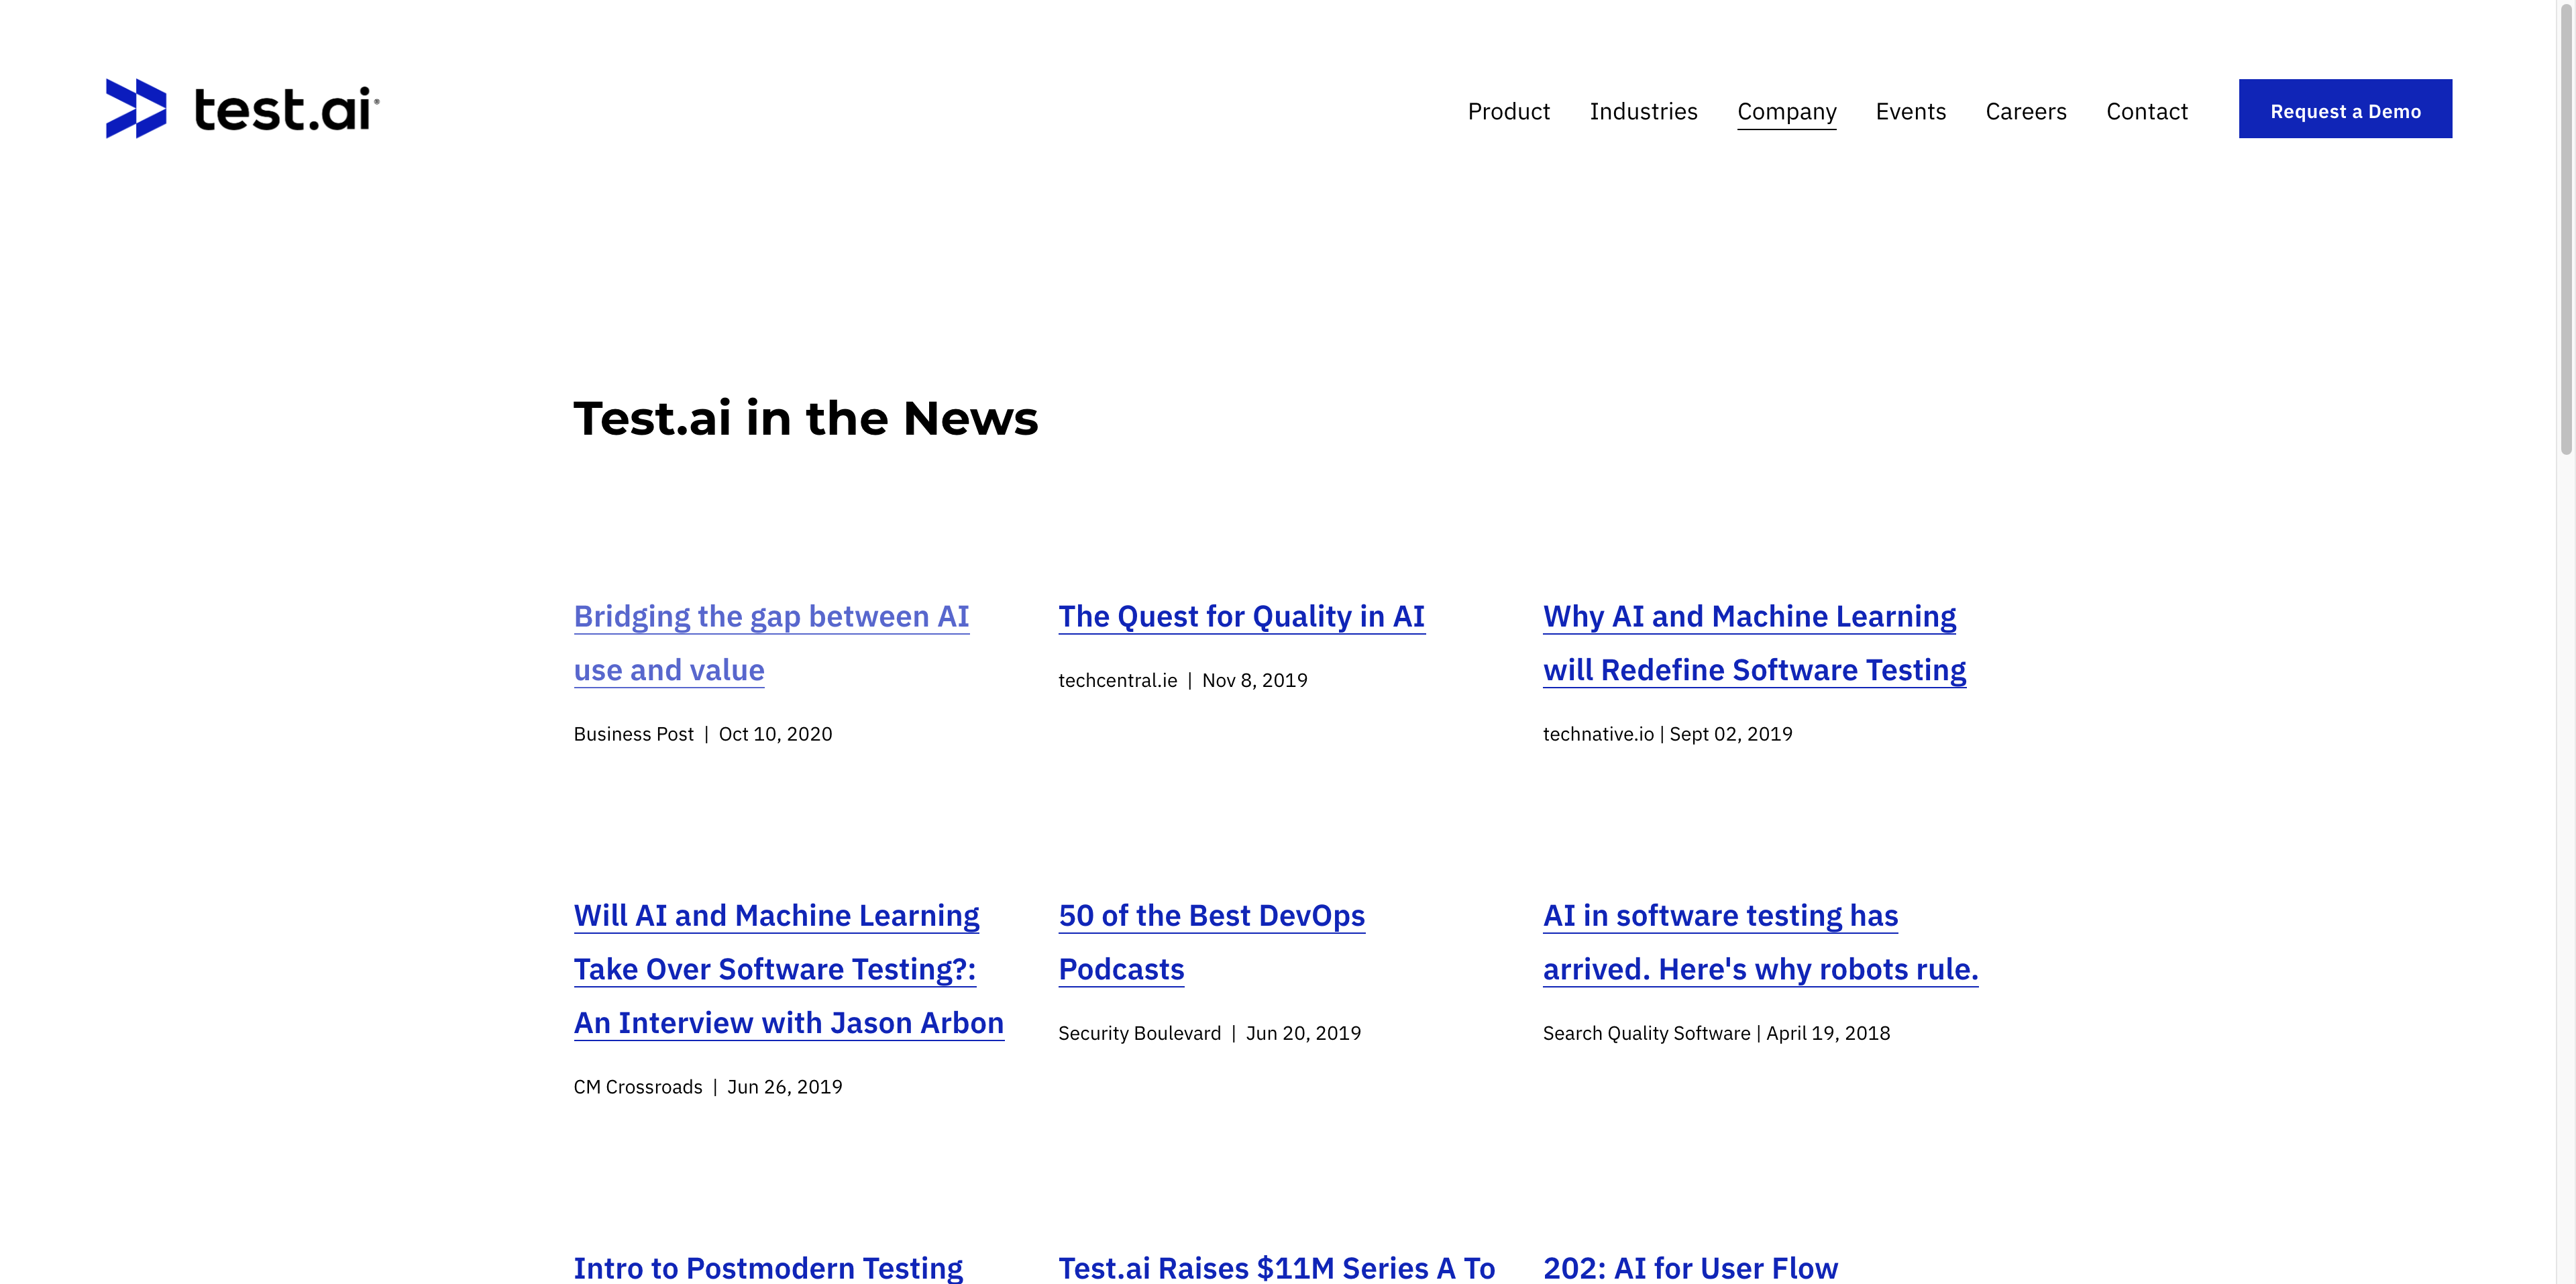 test.ai
Product Industries Company Events Careers Contact Request a Demo
Test.ai in the News
Bridging the gap between AI
use and value
Business Post | Oct 10, 2020
The Quest for Quality in AI
techcentral.ie | Nov 8, 2019
Why AI and Machine Learning
will Redefine Software Testing
technative.io | Sept 02, 2019
Will AI and Machine Learning
Take Over Software Testing?:
An Interview with Jason Arbon
CM Crossroads | Jun 26, 2019
50 of the Best DevOps
Podcasts
Security Boulevard | Jun 20, 2019
AI in software testing has
arrived. Here's why robots rule.
Search Quality Software | April 19, 2018
Intro to Postmodern Testing
Test.ai Raises $11M Series A To
202: AI for User Flow